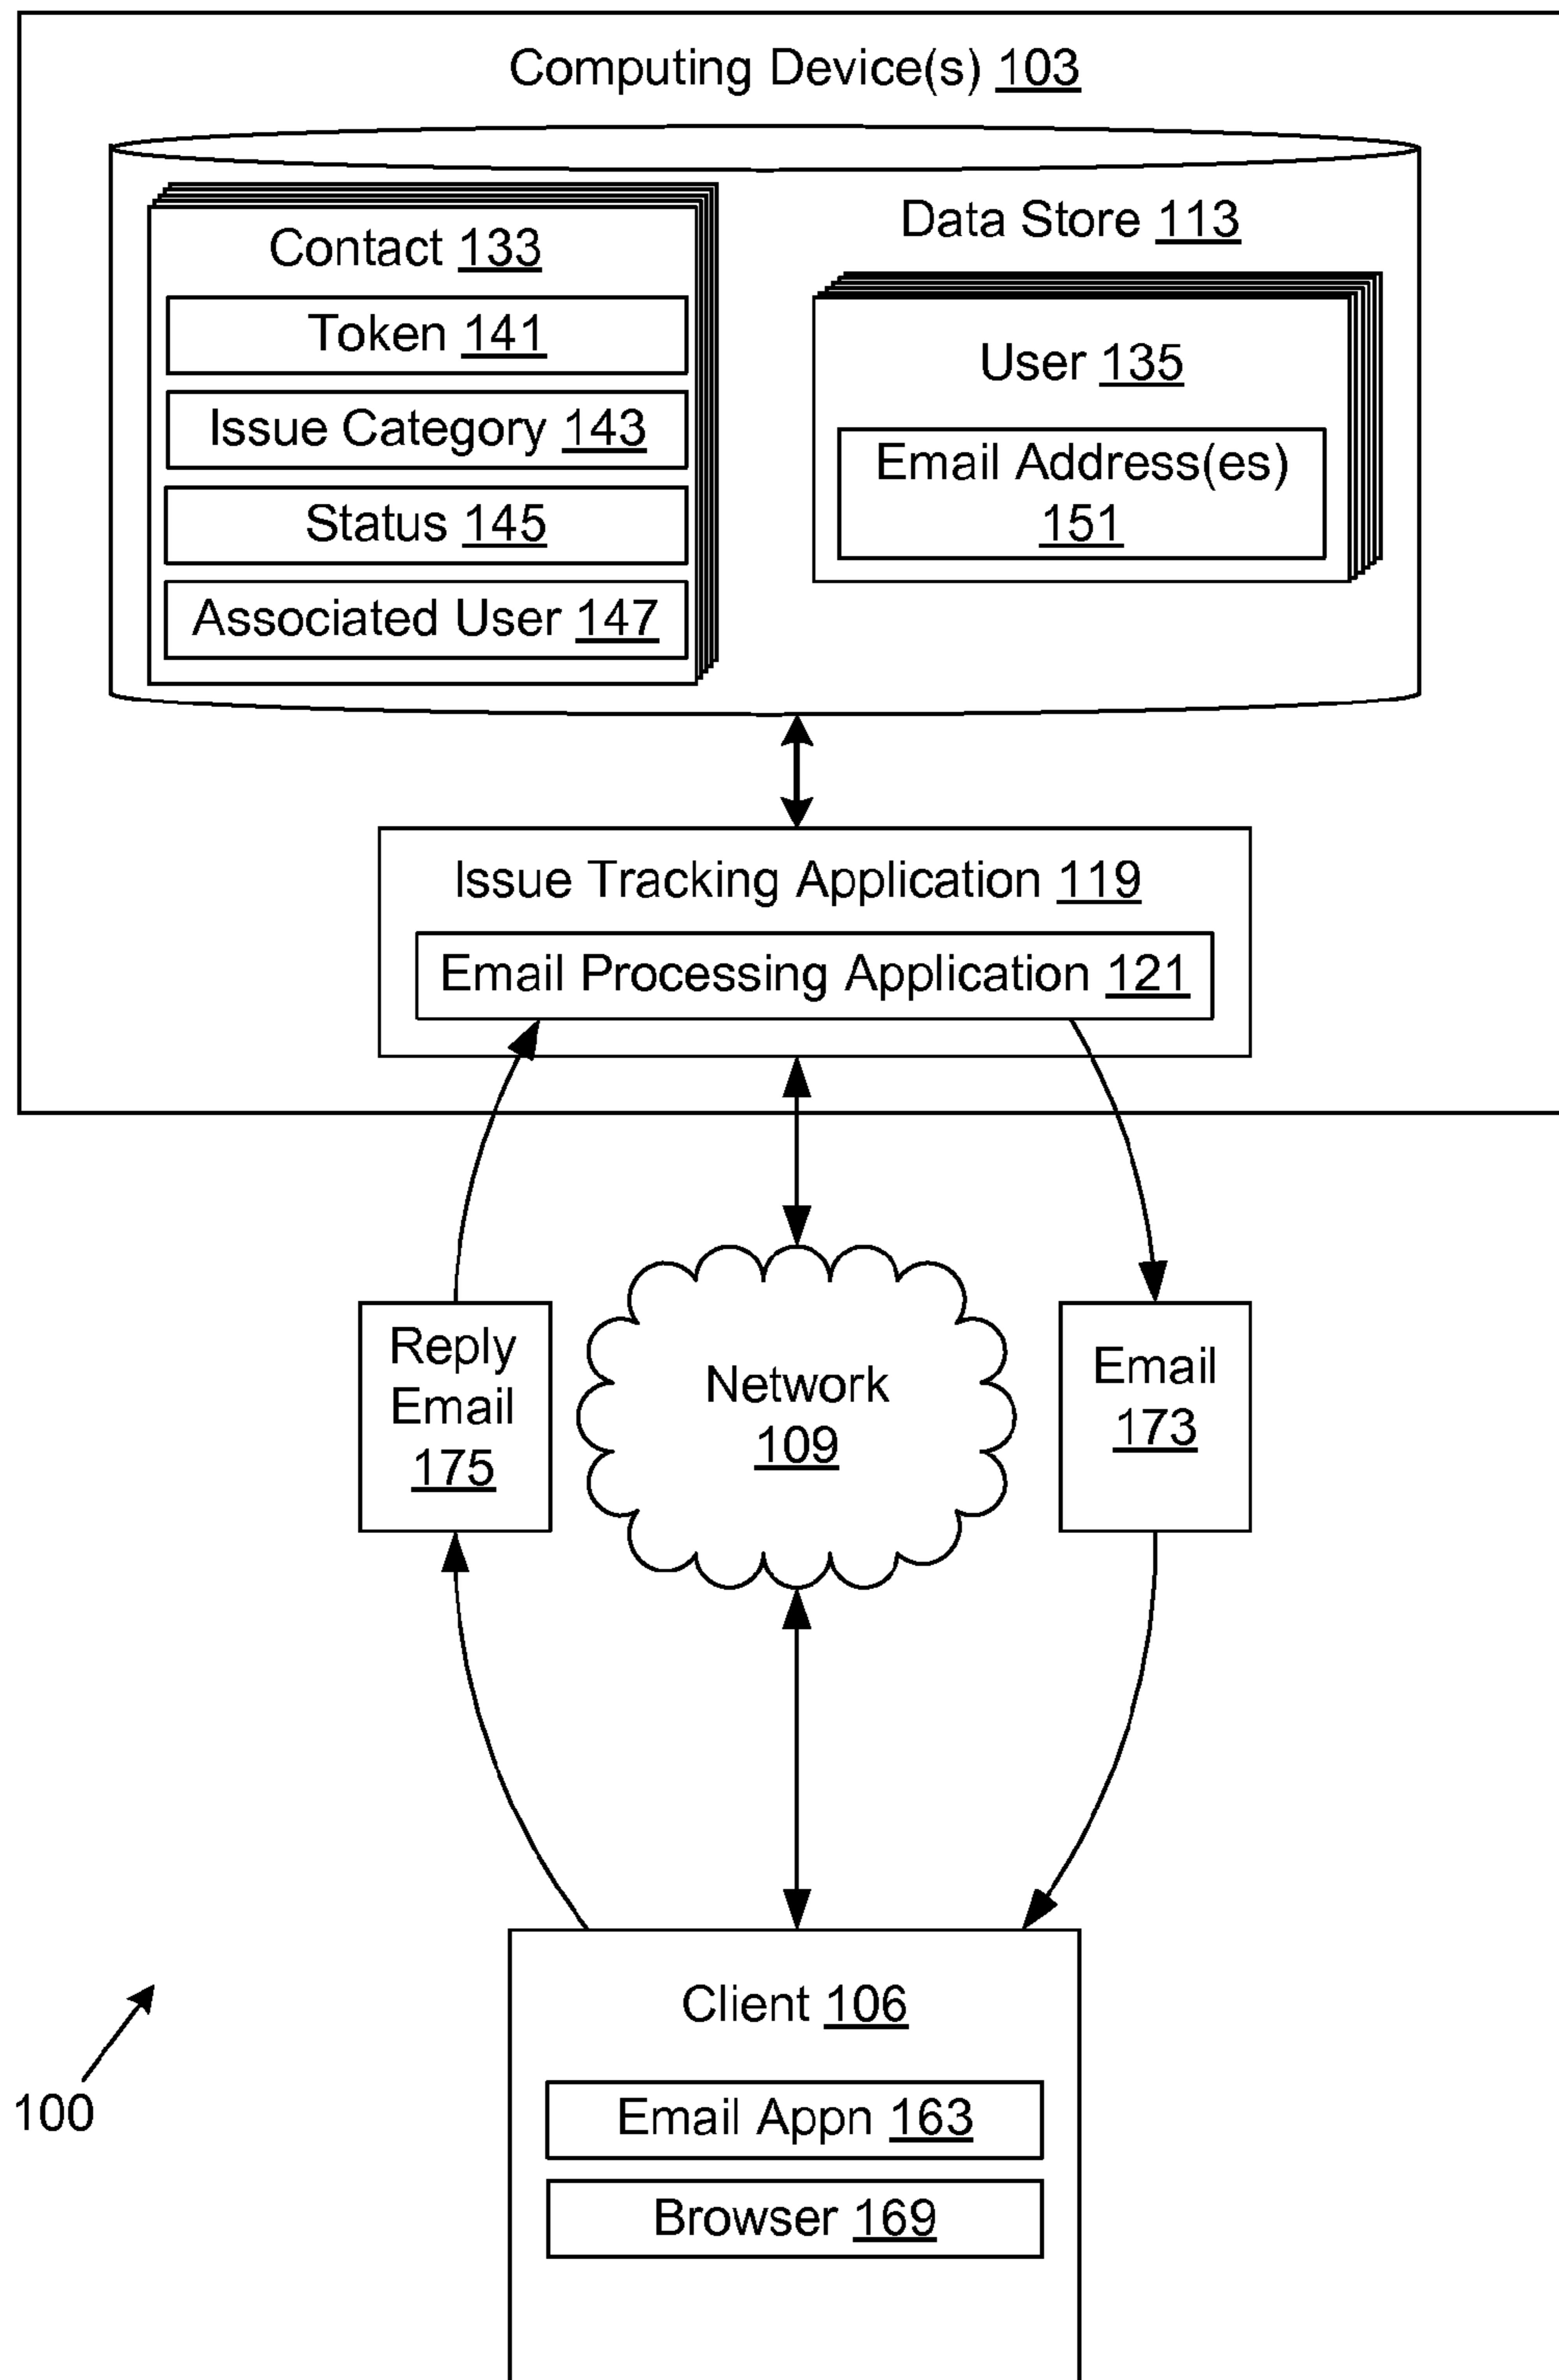 Computing Device(s) 103
Data Store 113
Contact 133
Token 141
Issue Category 143
Status 145
Associated User 147
User 135
Email Address(es)
151
Issue Tracking Application 119
Email Processing Application 121
Reply
Email
175
Network
109
Email
173
Client 106
Email Appn 163
Browser 169
100